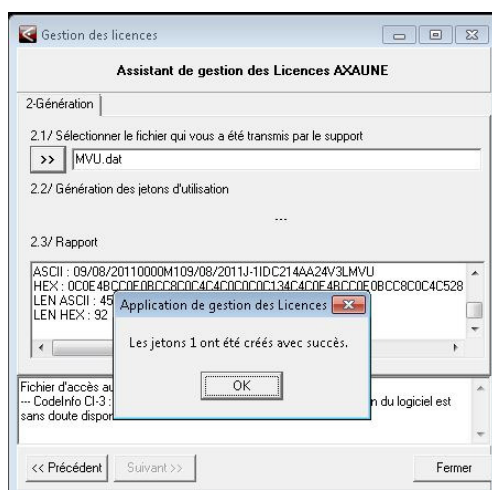 Gestion des licences
Assistant de gestion des Licences AXAUNE
2-Génération
2.1/ Sélectionner le fichier qui vous a été transmis par le support
>> MVU.dat
2.2/ Génération des jetons d'utilisation
...
2.3/ Rapport
ASCII : 09/08/20110000M109/08/2011J-1IDC214AA24V3LMVU
HEX :
LEN ASCII : 45
LEN HEX : 92
Application de gestion des Licences
Les jetons 1 ont été créés avec succès.
OK
Fichier d'accès
--- CodeInfo CI-3 : n du logiciel est
sans doute
<< Précédent Suivant >> Fermer